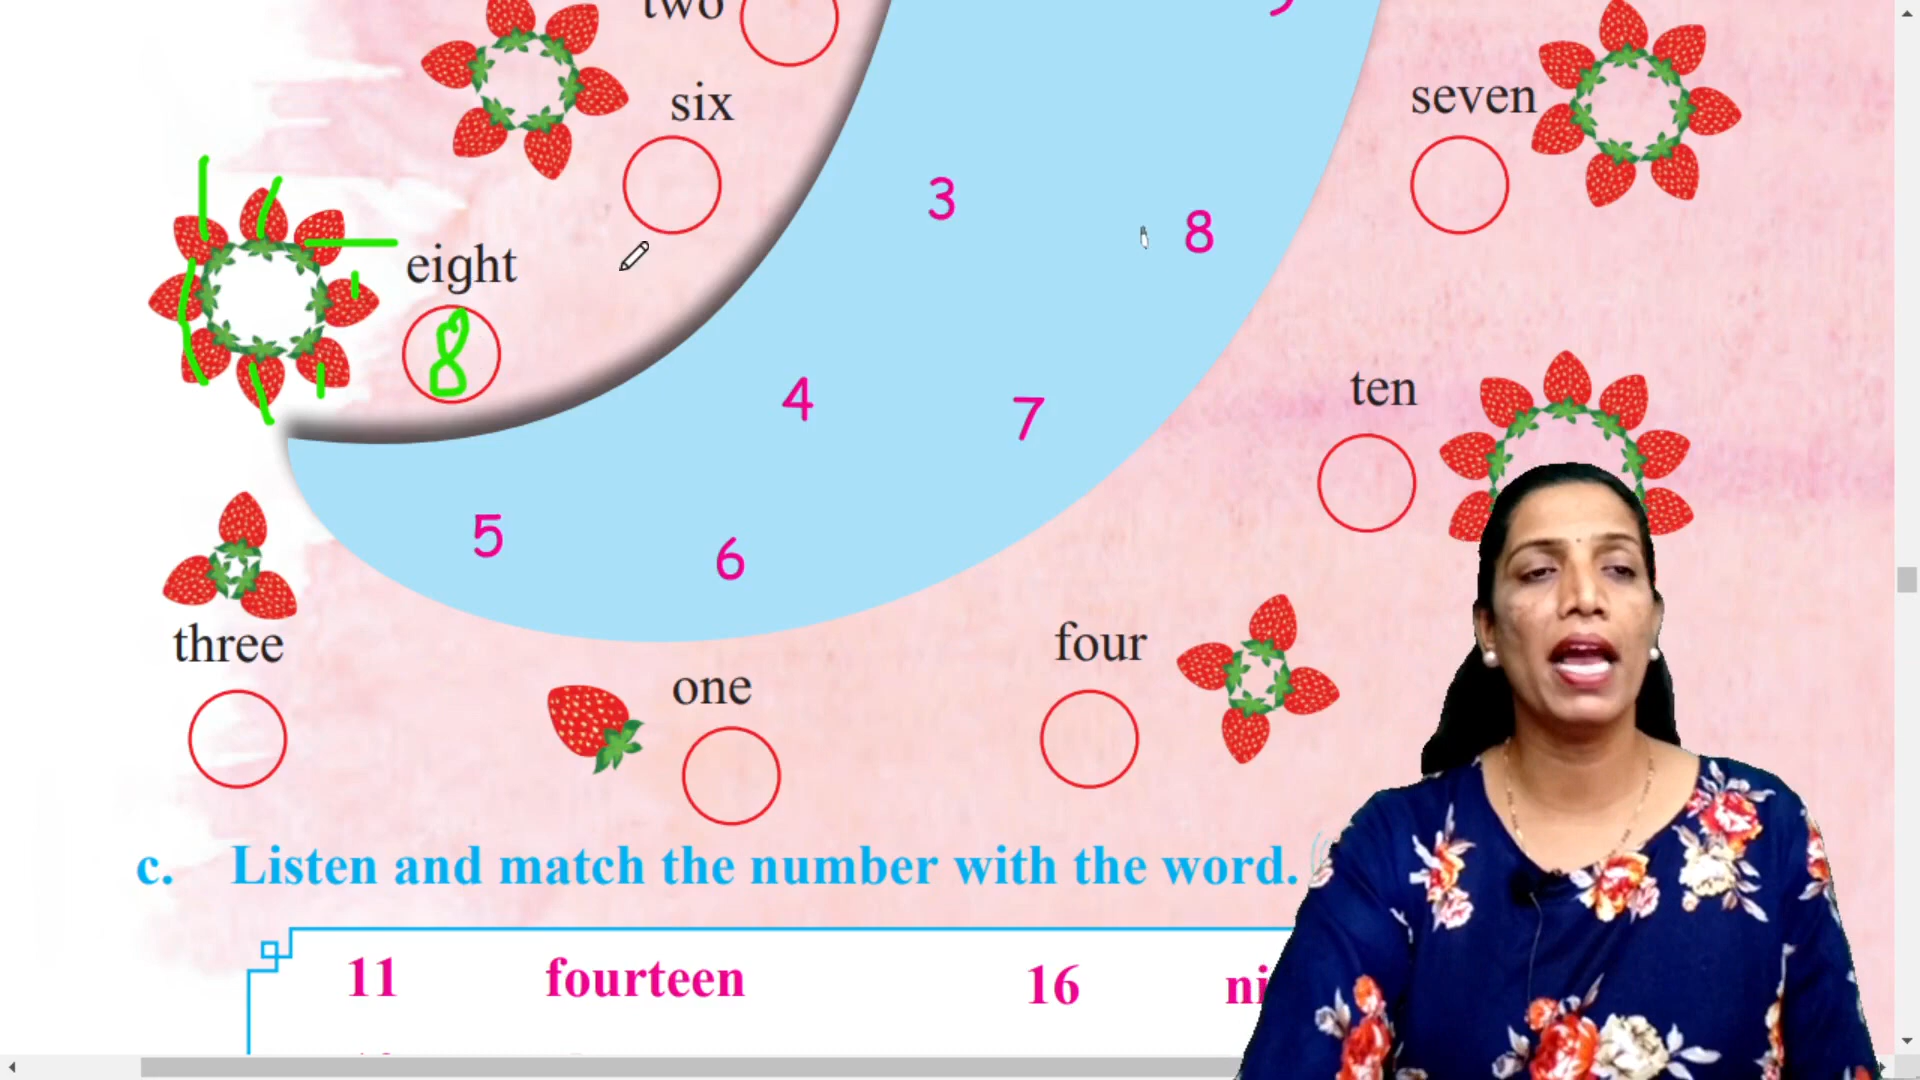 two
six
seven
3
8
eight
8
ten
4
7
5
6
three
four
one
c. Listen and match the number with the word.
11 fourteen 16